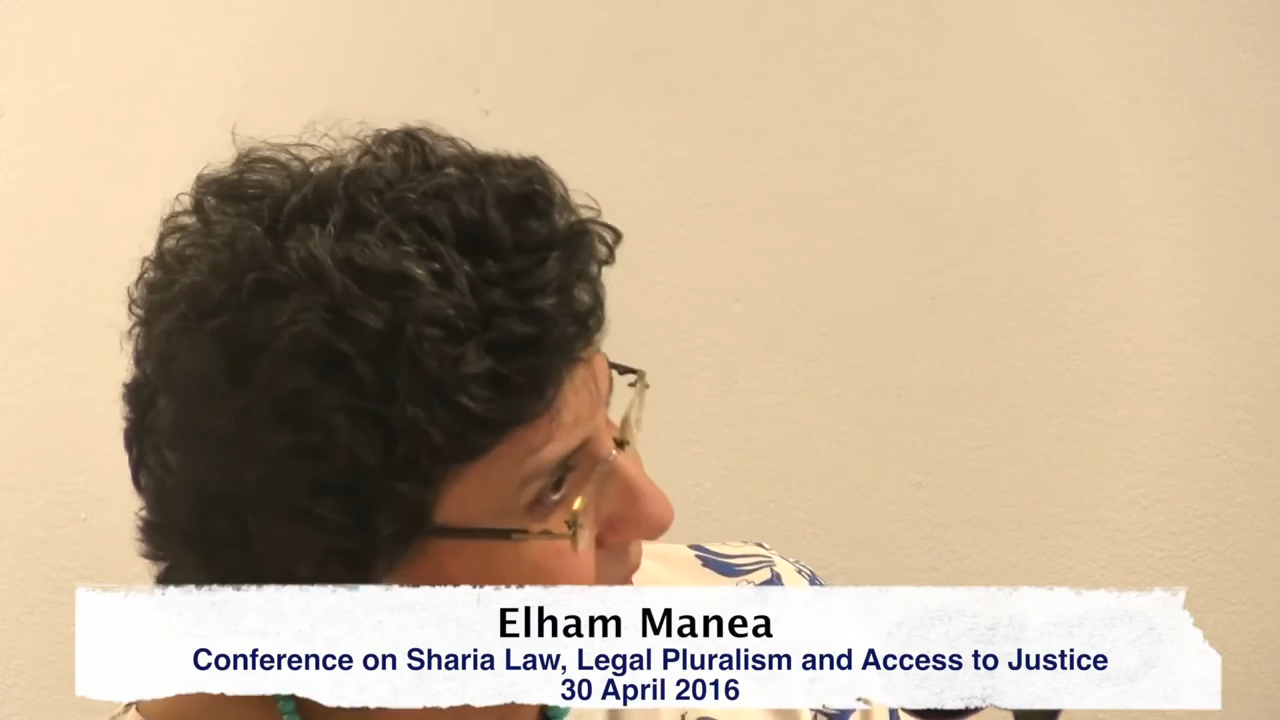 Elham Manea
Conference on Sharia Law, Legal Pluralism and Access to Justice
30 April 2016